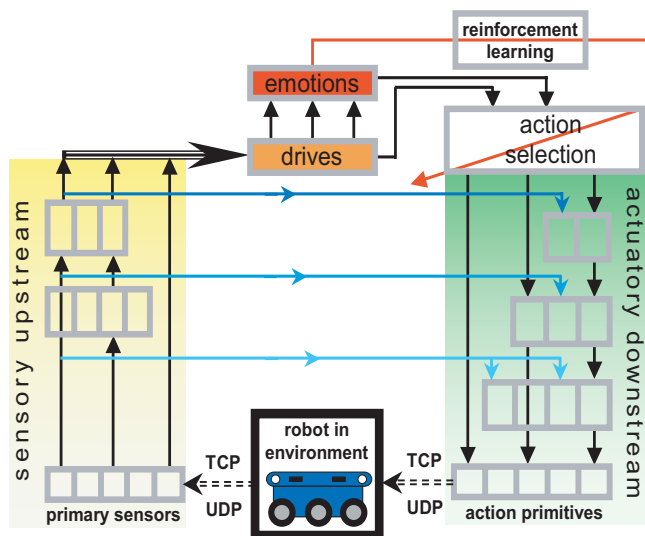 reinforcement
learning
emotions
drives
action
selection
sensory upstream
actuatory downstream
robot in
environment
TCP
UDP
TCP
UDP
primary sensors
action primitives